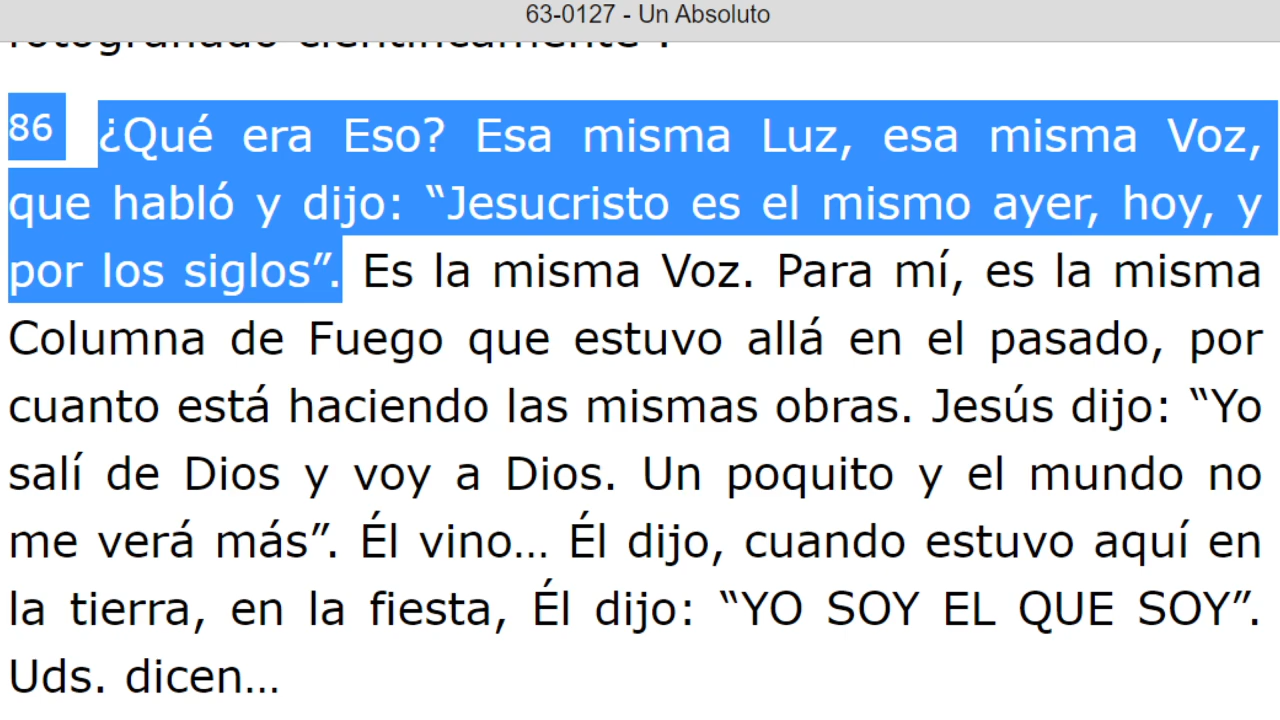 63-0127 - Un Absoluto
fotografiado científicamente".
86 ¿Qué era Eso? Esa misma Luz, esa misma Voz,
que habló y dijo: “Jesucristo es el mismo ayer, hoy, y
por los siglos”. Es la misma Voz. Para mí, es la misma
Columna de Fuego que estuvo allá en el pasado, por
cuanto está haciendo las mismas obras. Jesús dijo: “Yo
salí de Dios y voy a Dios. Un poquito y el mundo no
me verá más”. Él vino… Él dijo, cuando estuvo aquí en
la tierra, en la fiesta, Él dijo: “YO SOY EL QUE SOY”.
Uds. dicen…